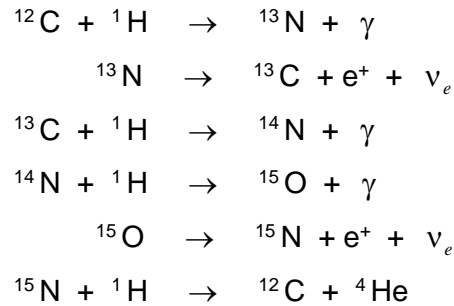 ¹²C + ¹H → ¹³N + γ
¹³N → ¹³C + e⁺ + νₑ
¹³C + ¹H → ¹⁴N + γ
¹⁴N + ¹H → ¹⁵O + γ
¹⁵O → ¹⁵N + e⁺ + νₑ
¹⁵N + ¹H → ¹²C + ⁴He